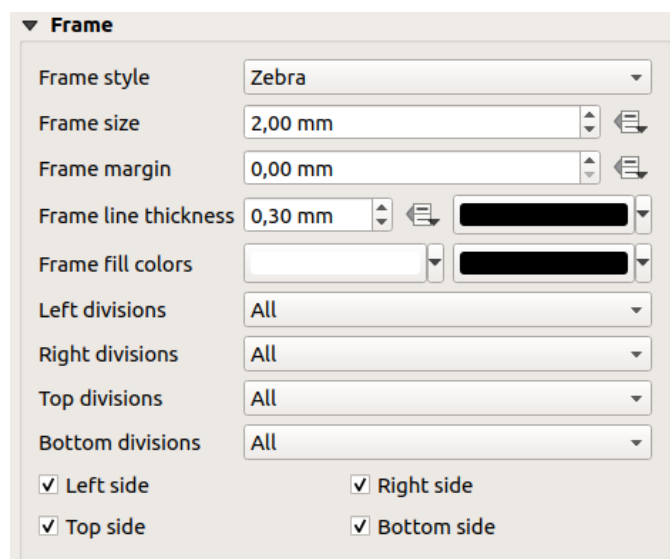 Frame
Frame style Zebra
Frame size 2,00 mm
Frame margin 0,00 mm
Frame line thickness 0,30 mm
Frame fill colors
Left divisions All
Right divisions All
Top divisions All
Bottom divisions All
Left side Right side
Top side Bottom side